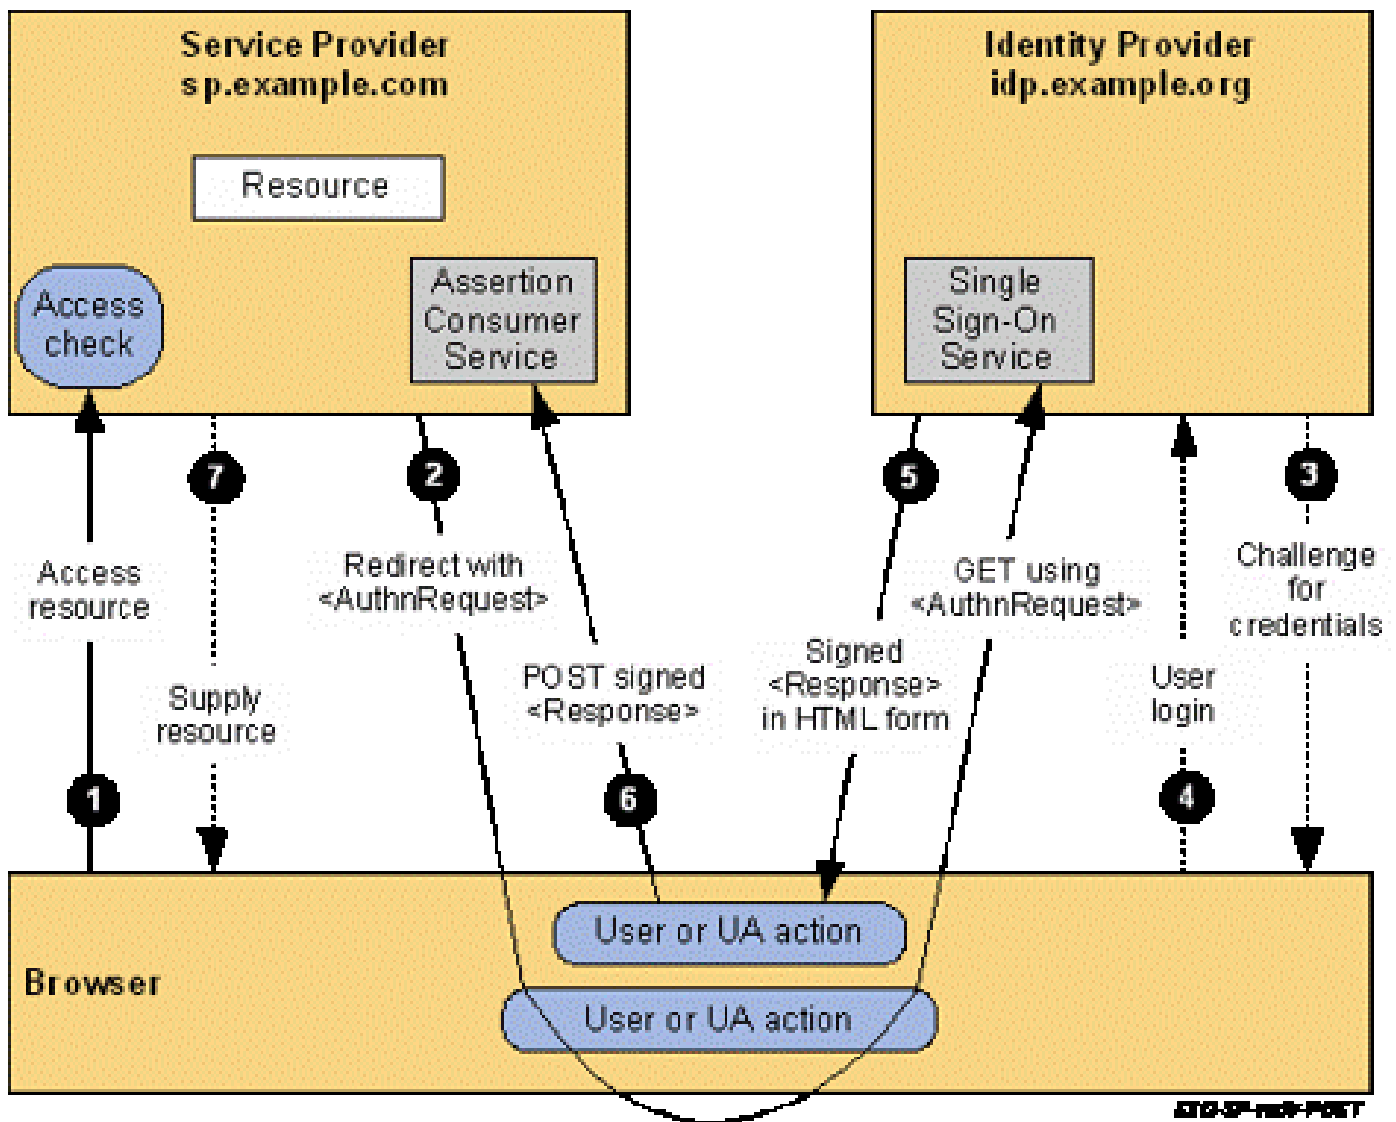 Service Provider
sp.example.com
Identity Provider
idp.example.org
Resource
Access
check
Assertion
Consumer
Service
Single
Sign-On
Service
7
2
5
3
Access
resource
Redirect with
<AuthnRequest>
GET using
<AuthnRequest>
Challenge
for
credentials
Supply
resource
POST signed
<Response>
Signed
<Response>
in HTML form
User
login
1
6
4
User or UA action
Browser
User or UA action